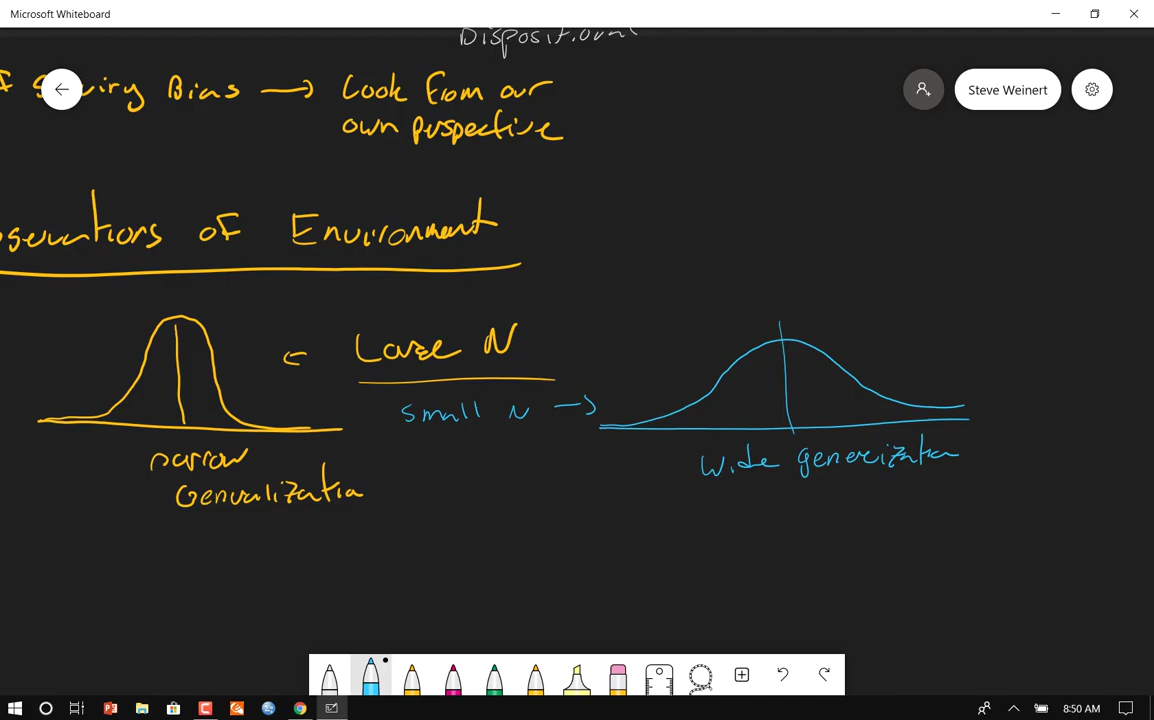 Microsoft Whiteboard
Dispositional
Bias → Look From our
own perspective
Steve Weinert
of Environment
Large N
small N →
narrow
Generalization
Wide
8:50 AM